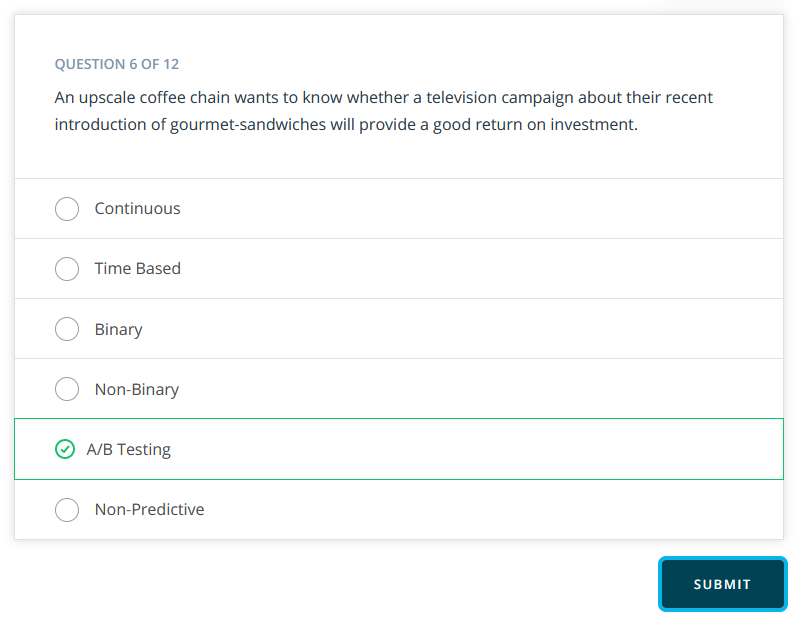 QUESTION 6 OF 12
An upscale coffee chain wants to know whether a television campaign about their recent
introduction of gourmet-sandwiches will provide a good return on investment.
Continuous
Time Based
Binary
Non-Binary
A/B Testing
Non-Predictive
SUBMIT